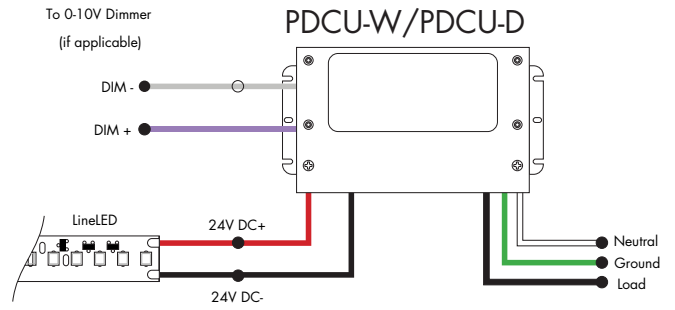 To 0-10V Dimmer
(if applicable)
PDCU-W/PDCU-D
DIM -
DIM +
LineLED
24V DC+
24V DC-
Neutral
Ground
Load